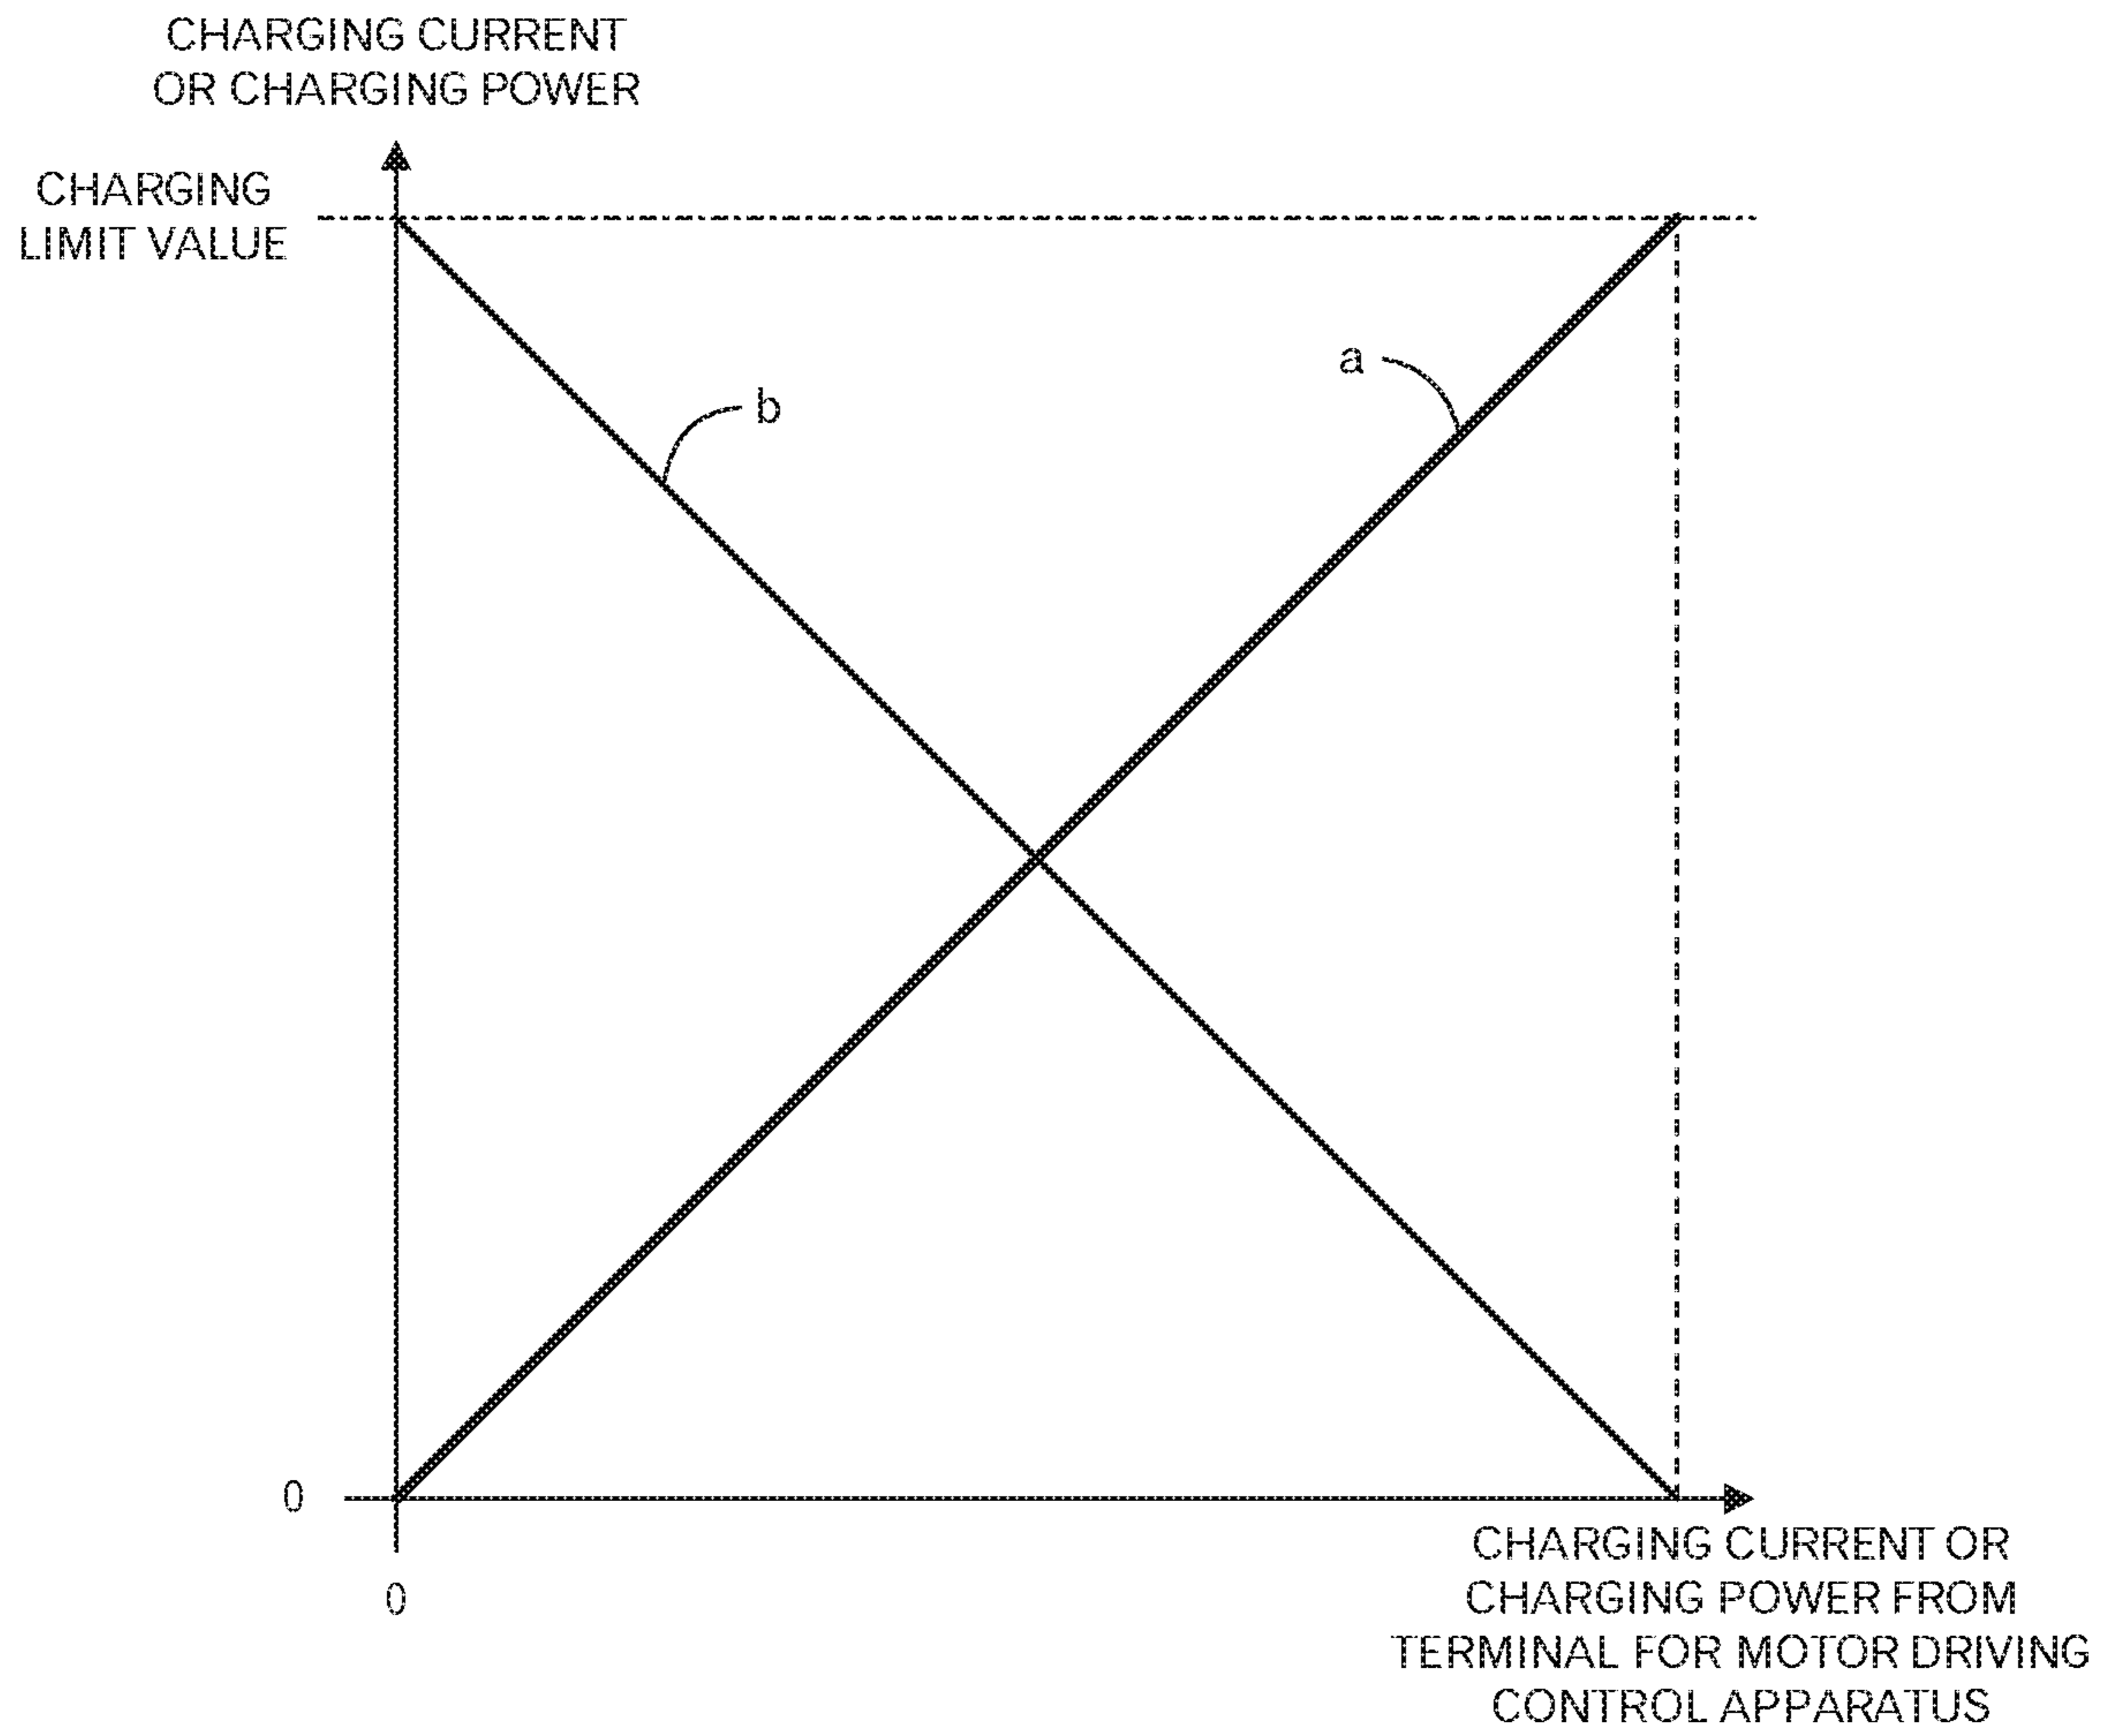 CHARGING CURRENT
OR CHARGING POWER
CHARGING
LIMIT VALUE
a
b
0
0
CHARGING CURRENT OR
CHARGING POWER FROM
TERMINAL FOR MOTOR DRIVING
CONTROL APPARATUS